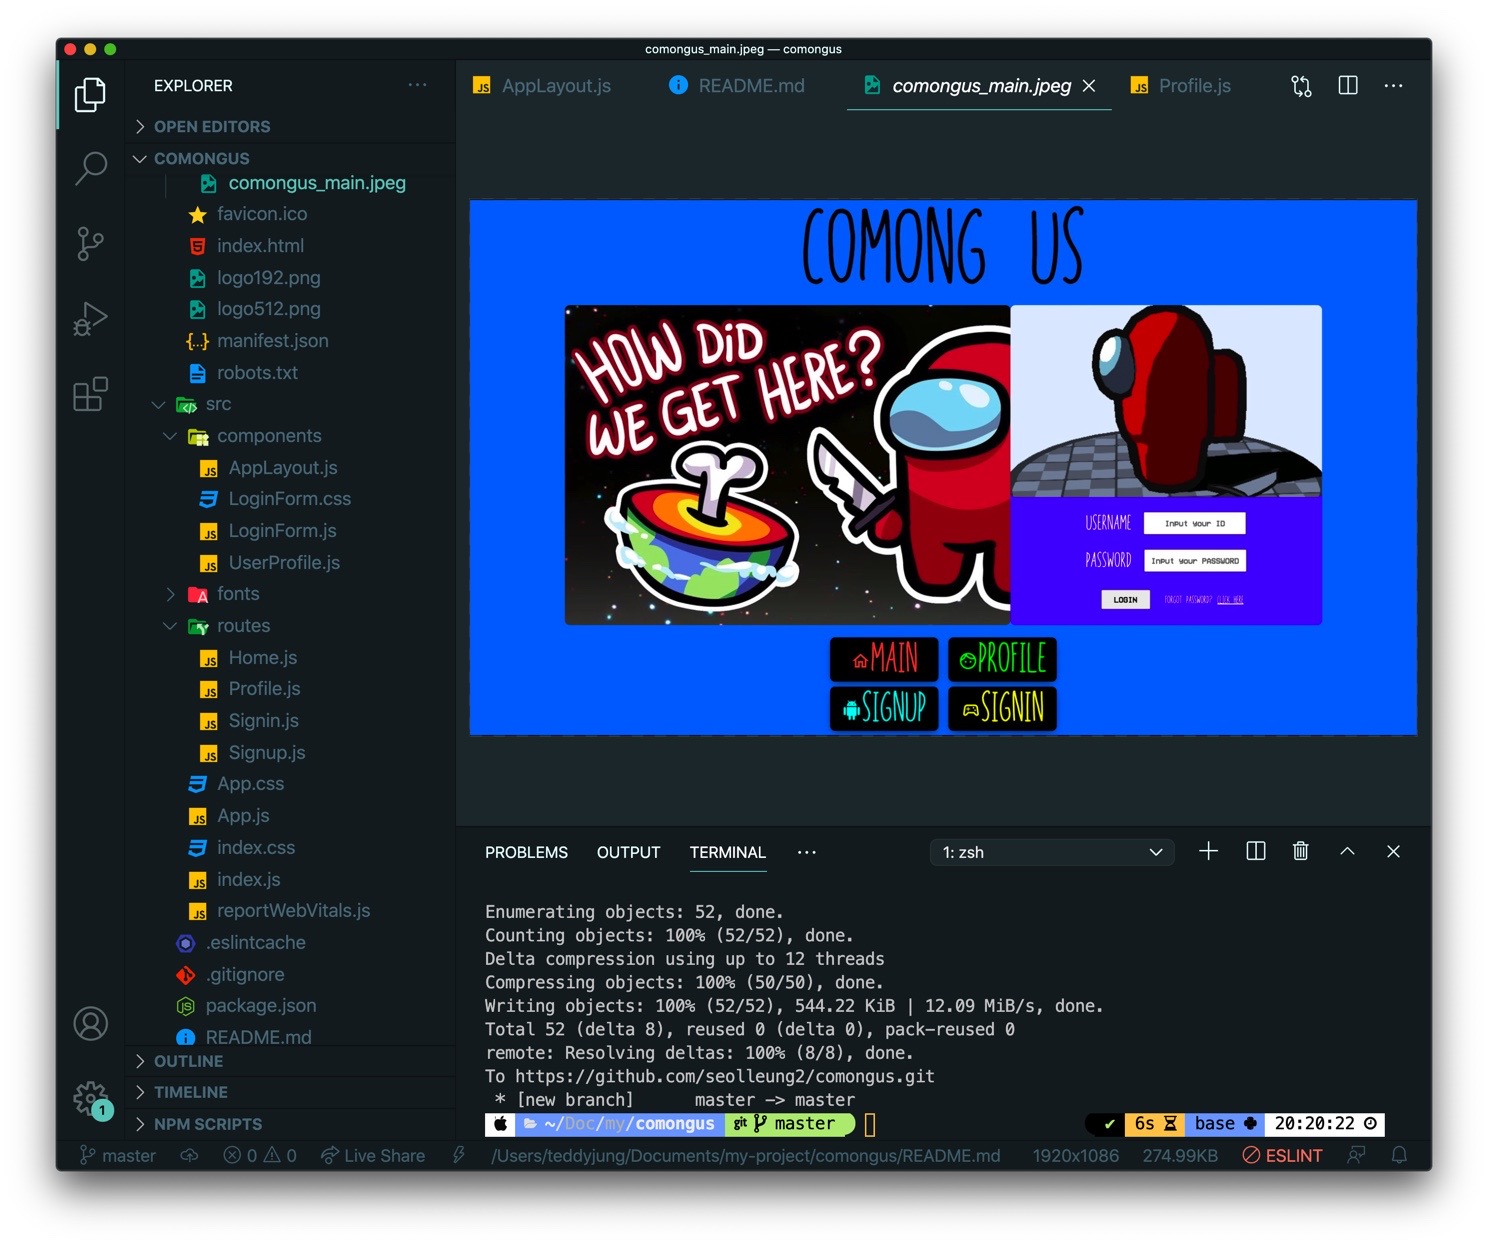 comongus_main.jpeg — comongus
EXPLORER
OPEN EDITORS
COMONGUS
comongus_main.jpeg
favicon.ico
index.html
logo192.png
logo512.png
manifest.json
robots.txt
src
components
AppLayout.js
LoginForm.css
LoginForm.js
UserProfile.js
fonts
routes
Home.js
Profile.js
Signin.js
Signup.js
App.css
App.js
index.css
index.js
reportWebVitals.js
.eslintcache
.gitignore
package.json
README.md
OUTLINE
TIMELINE
NPM SCRIPTS
AppLayout.js README.md comongus_main.jpeg Profile.js
COMONG US
HOW DiD
WE GET HERE?
USERNAME Input your ID
PASSWORD Input your PASSWORD
LOGIN FORGOT PASSWORD? CLICK HERE
MAIN PROFILE
SIGNUP SIGNIN
PROBLEMS OUTPUT TERMINAL ··· 1: zsh
Enumerating objects: 52, done.
Counting objects: 100% (52/52), done.
Delta compression using up to 12 threads
Compressing objects: 100% (50/50), done.
Writing objects: 100% (52/52), 544.22 KiB | 12.09 MiB/s, done.
Total 52 (delta 8), reused 0 (delta 0), pack-reused 0
remote: Resolving deltas: 100% (8/8), done.
To https://github.com/seolleung2/comongus.git
* [new branch] master -> master
~/Doc/my/comongus git master ✔ 6s base 20:20:22
1
master 0 0 Live Share /Users/teddyjung/Documents/my-project/comongus/README.md 1920x1086 274.99KB ESLINT